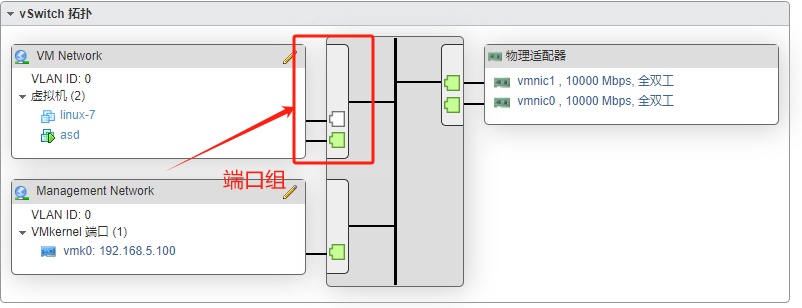 vSwitch 拓扑
VM Network
VLAN ID: 0
虚拟机 (2)
linux-7
asd
端口组
Management Network
VLAN ID: 0
VMkernel 端口 (1)
vmk0: 192.168.5.100
物理适配器
vmnic1 , 10000 Mbps, 全双工
vmnic0 , 10000 Mbps, 全双工